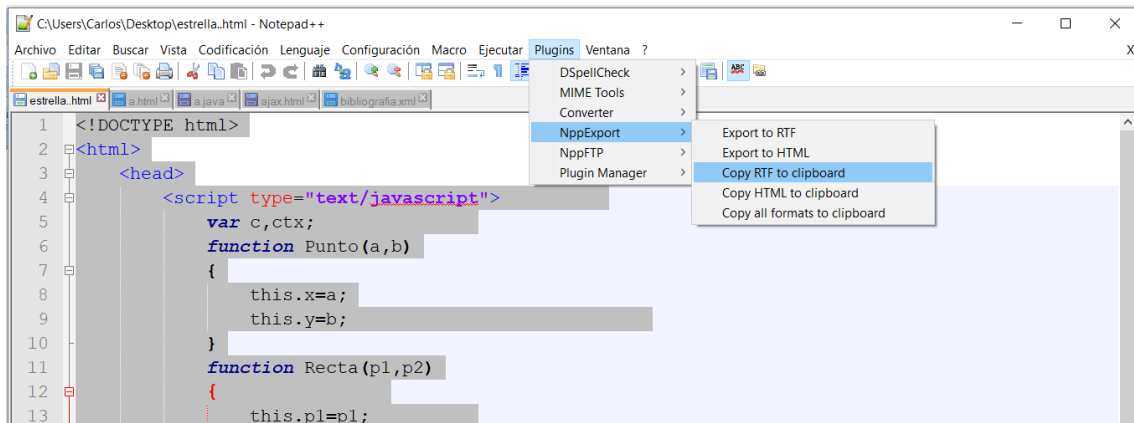 C:\Users\Carlos\Desktop\estrella..html - Notepad++
Archivo Editar Buscar Vista Codificación Lenguaje Configuración Macro Ejecutar Plugins Ventana ? X
estrella..html a.html a.java ajax.html bibliografia.xml
DSpellCheck
MIME Tools
Converter
NppExport
NppFTP
Plugin Manager
Export to RTF
Export to HTML
Copy RTF to clipboard
Copy HTML to clipboard
Copy all formats to clipboard
1 <!DOCTYPE html>
2 <html>
3 <head>
4 <script type="text/javascript">
5 var c,ctx;
6 function Punto(a,b)
7 {
8 this.x=a;
9 this.y=b;
10 }
11 function Recta(p1,p2)
12 {
13 this.p1=p1;